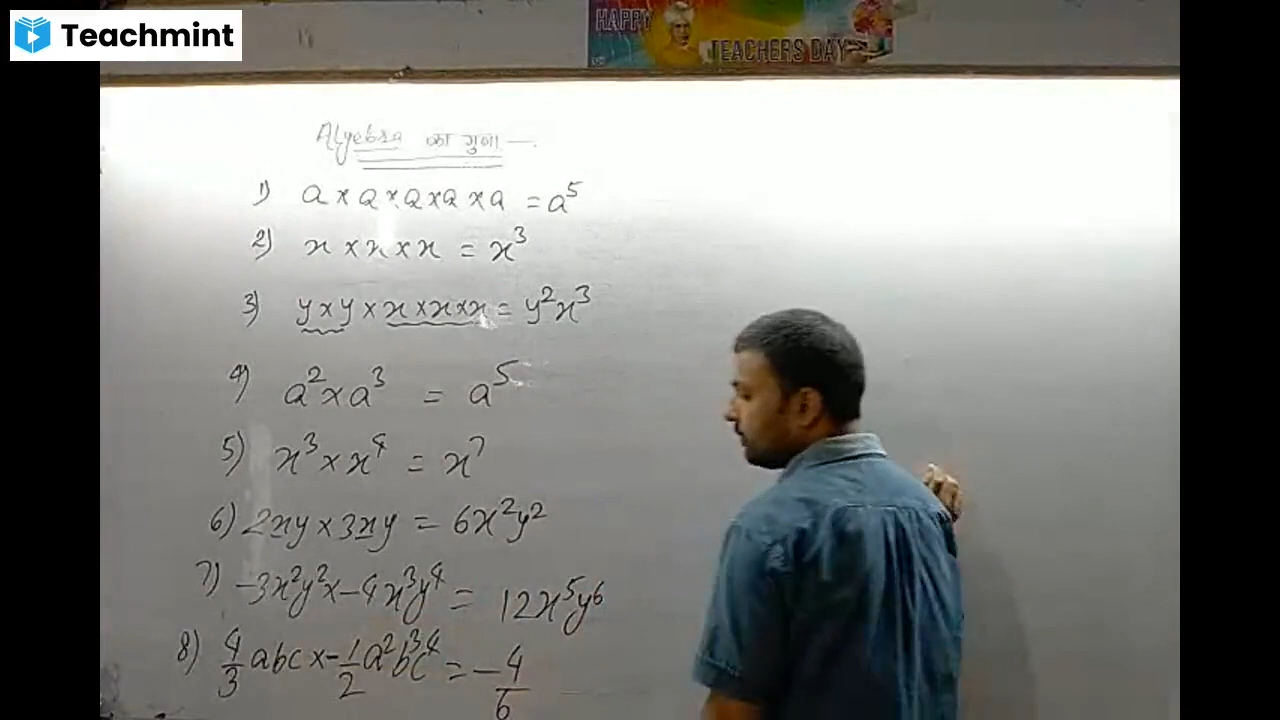 Teachmint
HAPPY
TEACHERS DAY
Algebra का गुना —.
1) a × a × a × a × a = a⁵
2) x × x × x = x³
3) y × y × x × x × x = y²x³
4) a² × a³ = a⁵
5) x³ × x⁴ = x⁷
6) 2xy × 3xy = 6x²y²
7) -3x²y² × -4x³y⁴ = 12x⁵y⁶
8) 4/3 abc × -1/2 a²b³c⁴ = -4/6